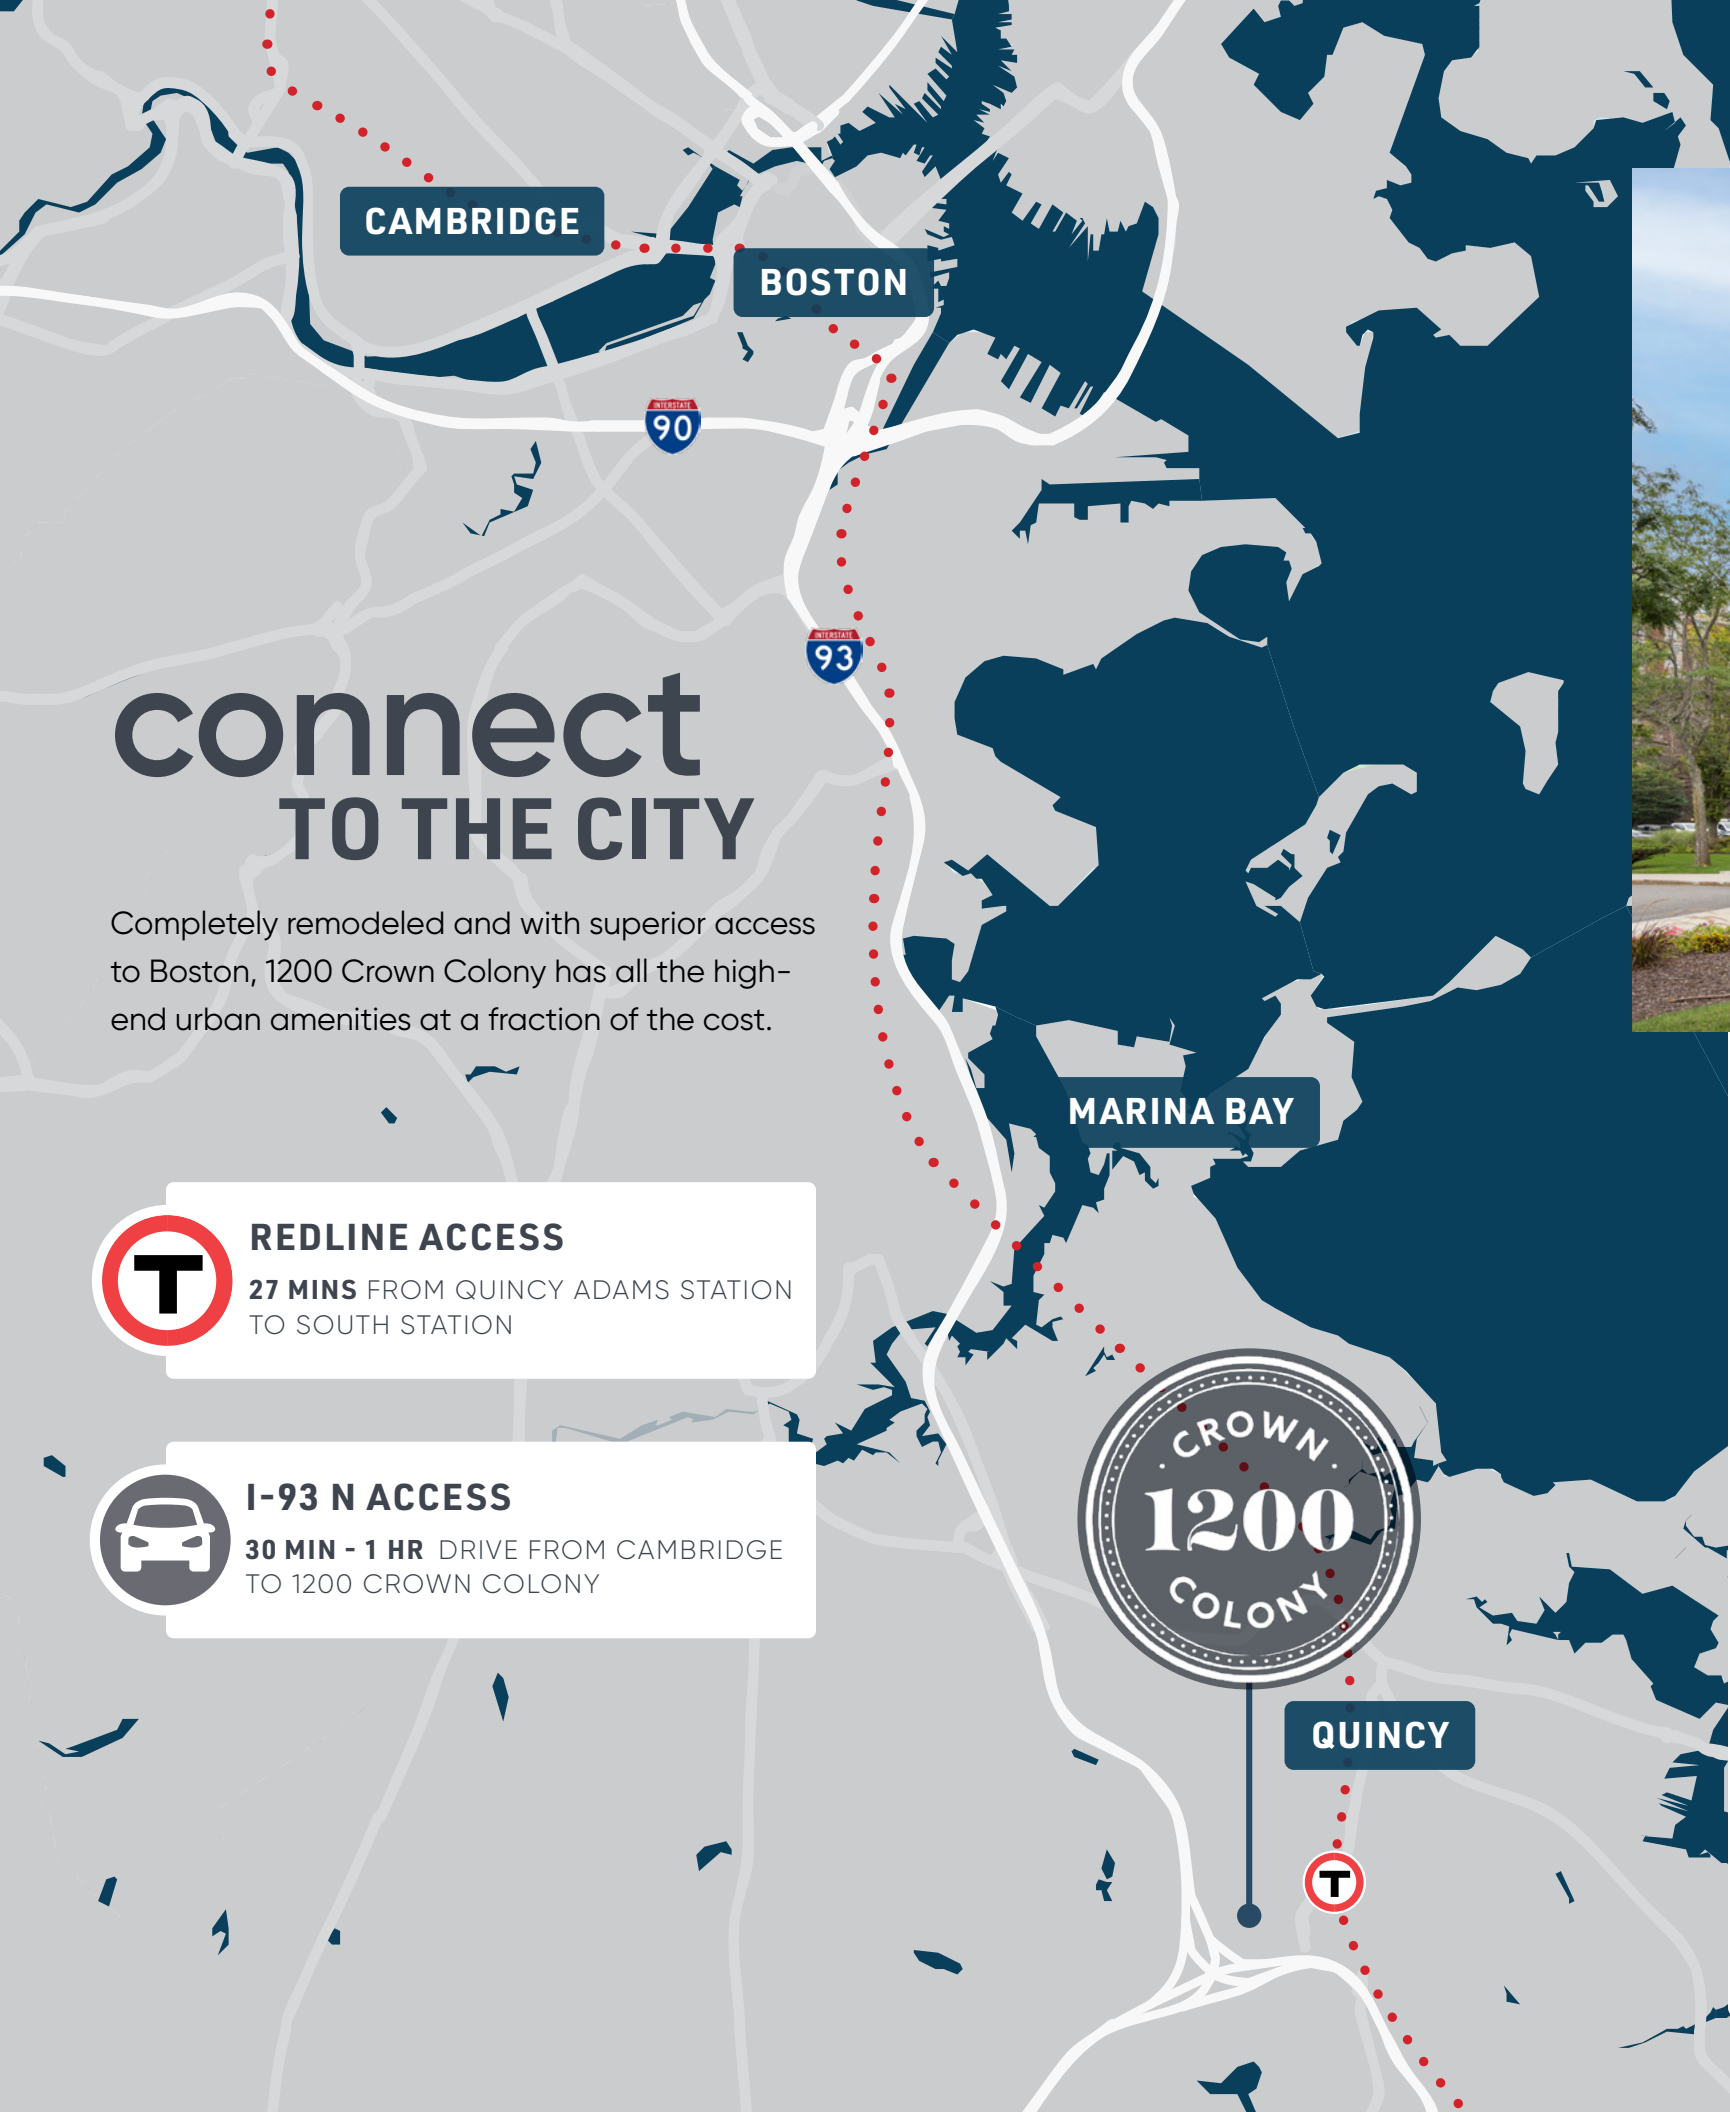 CAMBRIDGE
BOSTON
INTERSTATE
90
INTERSTATE
93
connect
TO THE CITY
Completely remodeled and with superior access
to Boston, 1200 Crown Colony has all the high-
end urban amenities at a fraction of the cost.
MARINA BAY
T
REDLINE ACCESS
27 MINS FROM QUINCY ADAMS STATION
TO SOUTH STATION
I-93 N ACCESS
30 MIN - 1 HR DRIVE FROM CAMBRIDGE
TO 1200 CROWN COLONY
· CROWN ·
1200
COLONY
QUINCY
T